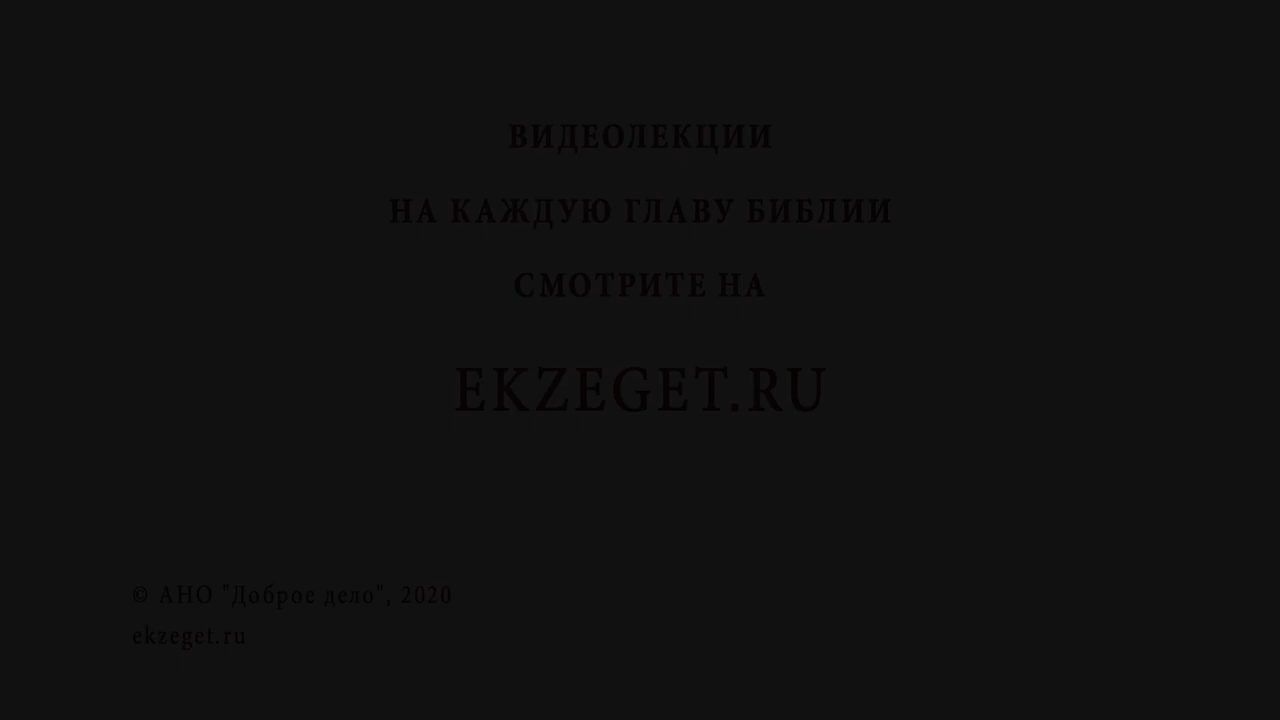 ВИДЕОЛЕКЦИИ
НА КАЖДУЮ ГЛАВУ БИБЛИИ
СМОТРИТЕ НА
EKZEGET.RU
© АНО "Доброе дело", 2020
ekzeget.ru